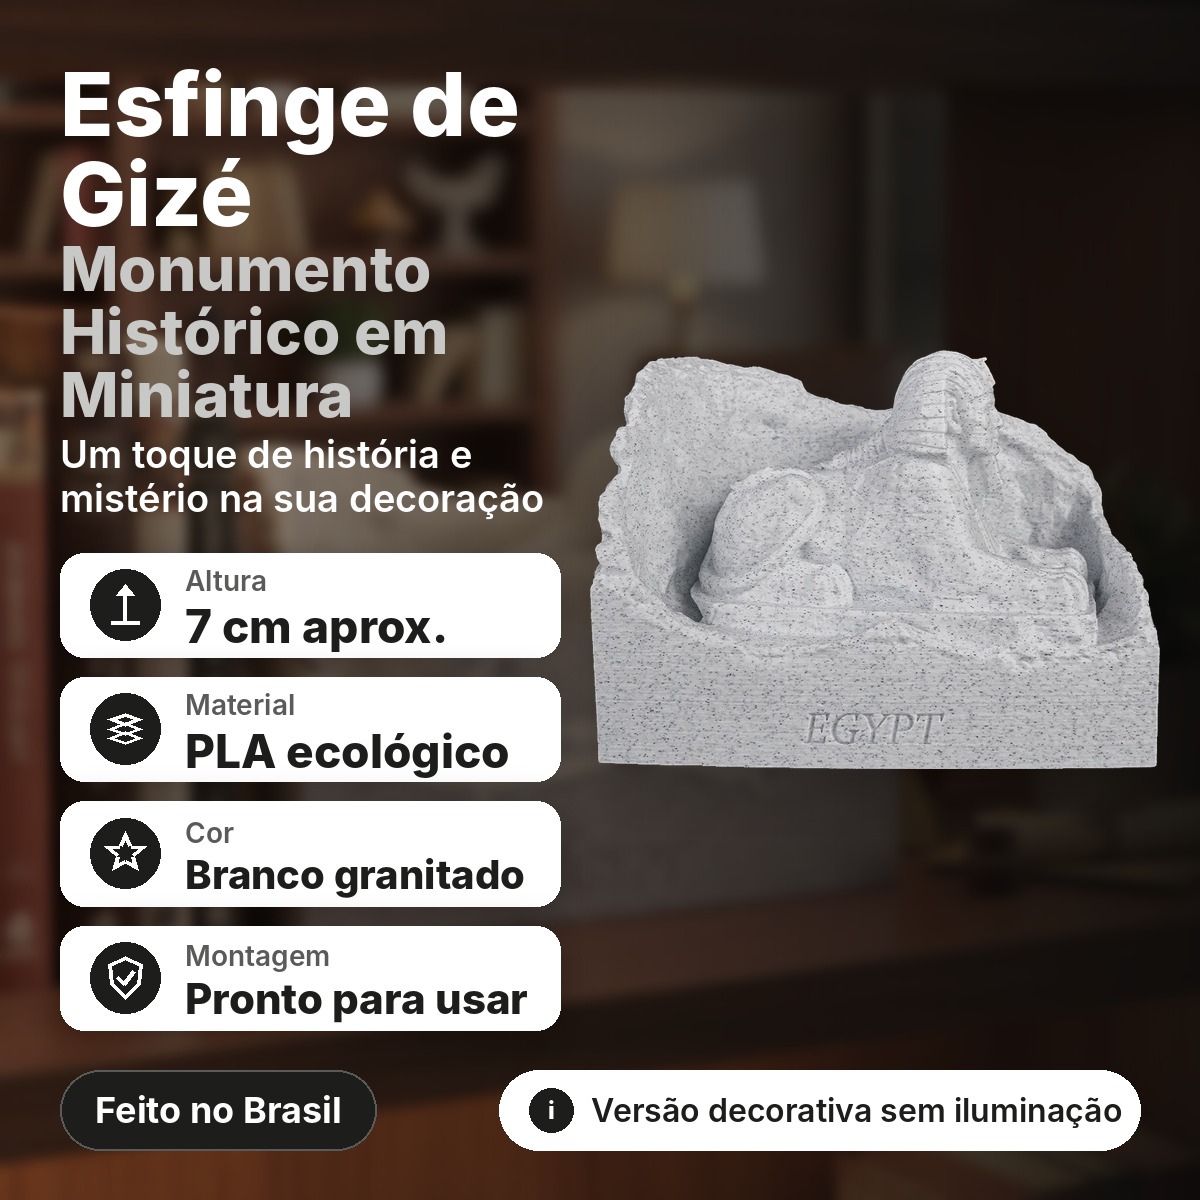 Esfinge de
Gizé
Monumento
Histórico em
Miniatura
Um toque de história e
mistério na sua decoração
Altura
7 cm aprox.
Material
PLA ecológico
Cor
Branco granitado
Montagem
Pronto para usar
EGYPT
Feito no Brasil
i Versão decorativa sem iluminação